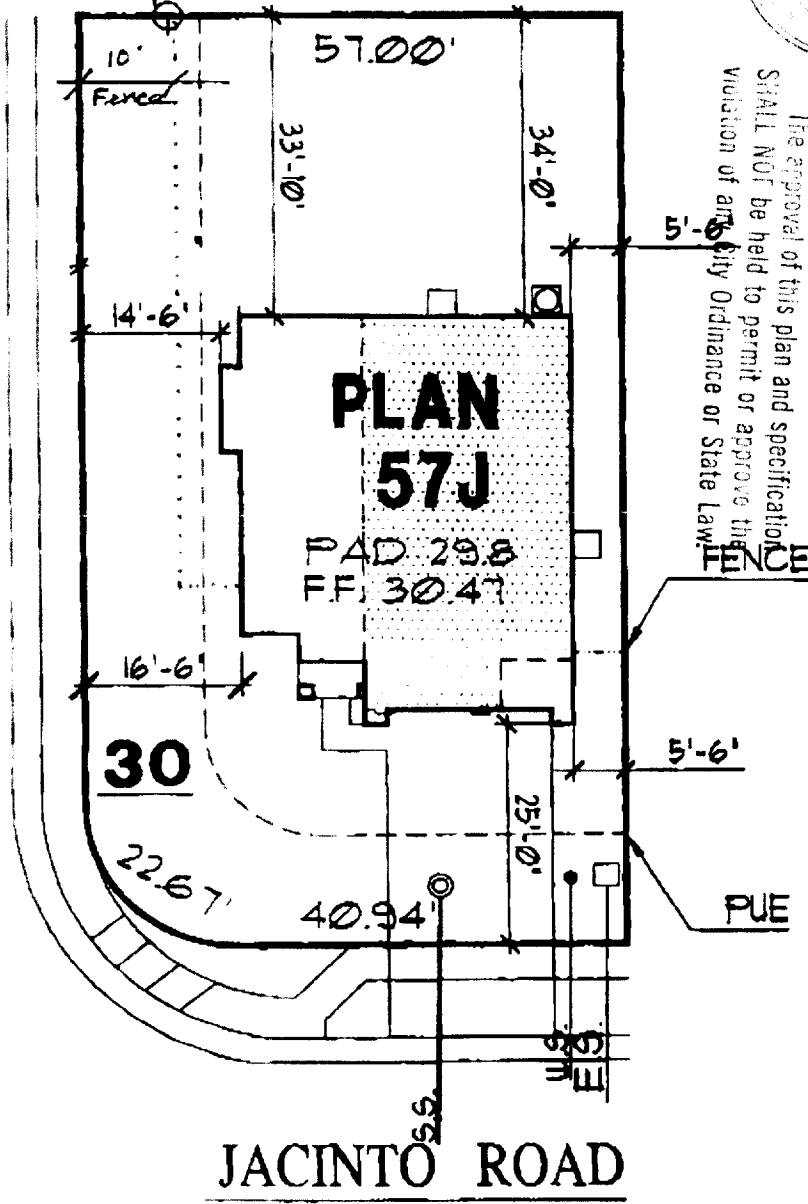 57.00'
10'
Fence
33'-10'
34'-0'
The approval of this plan and specification
SHALL NOT be held to permit or approve the
violation of any City Ordinance or State Law.
5'-6'
14'-6'
PLAN
57J
PAD 29.8
F.F. 30.47
FENCE
16'-6'
30
5'-6'
25'-0'
22.67'
40.94'
PUE
S.S.
E.S.
JACINTO ROAD